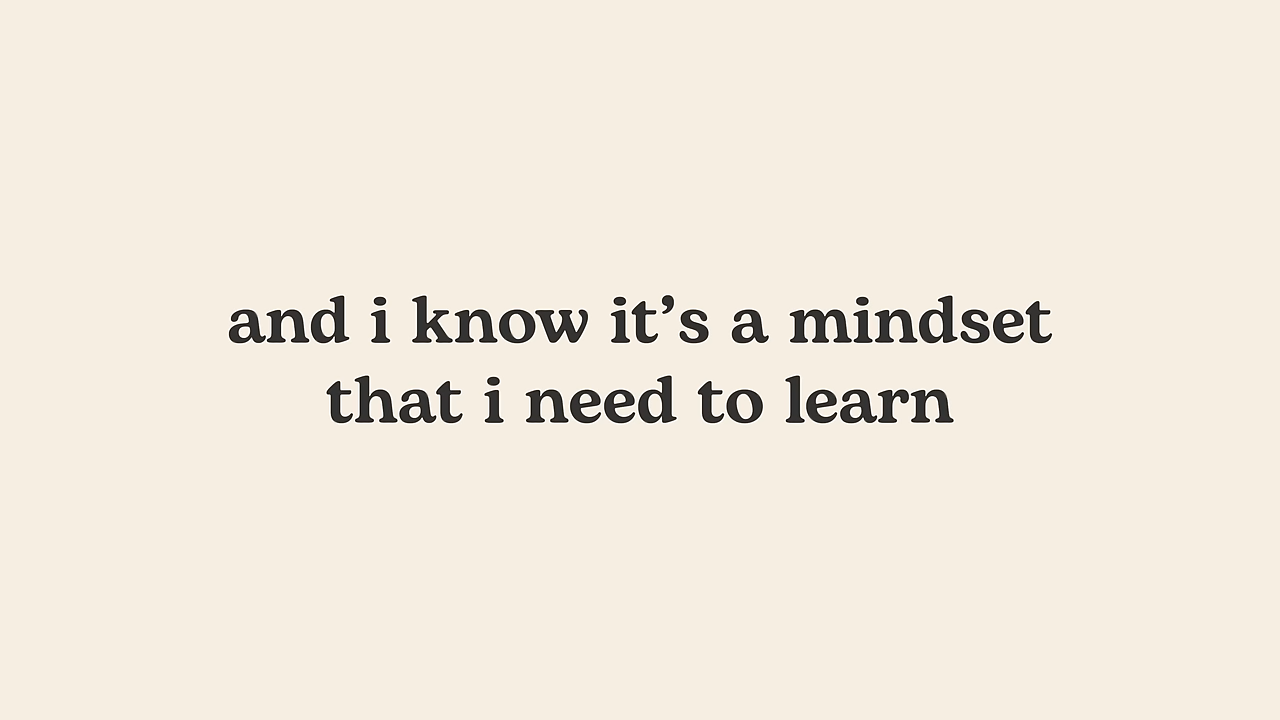 and i know it’s a mindset
that i need to learn